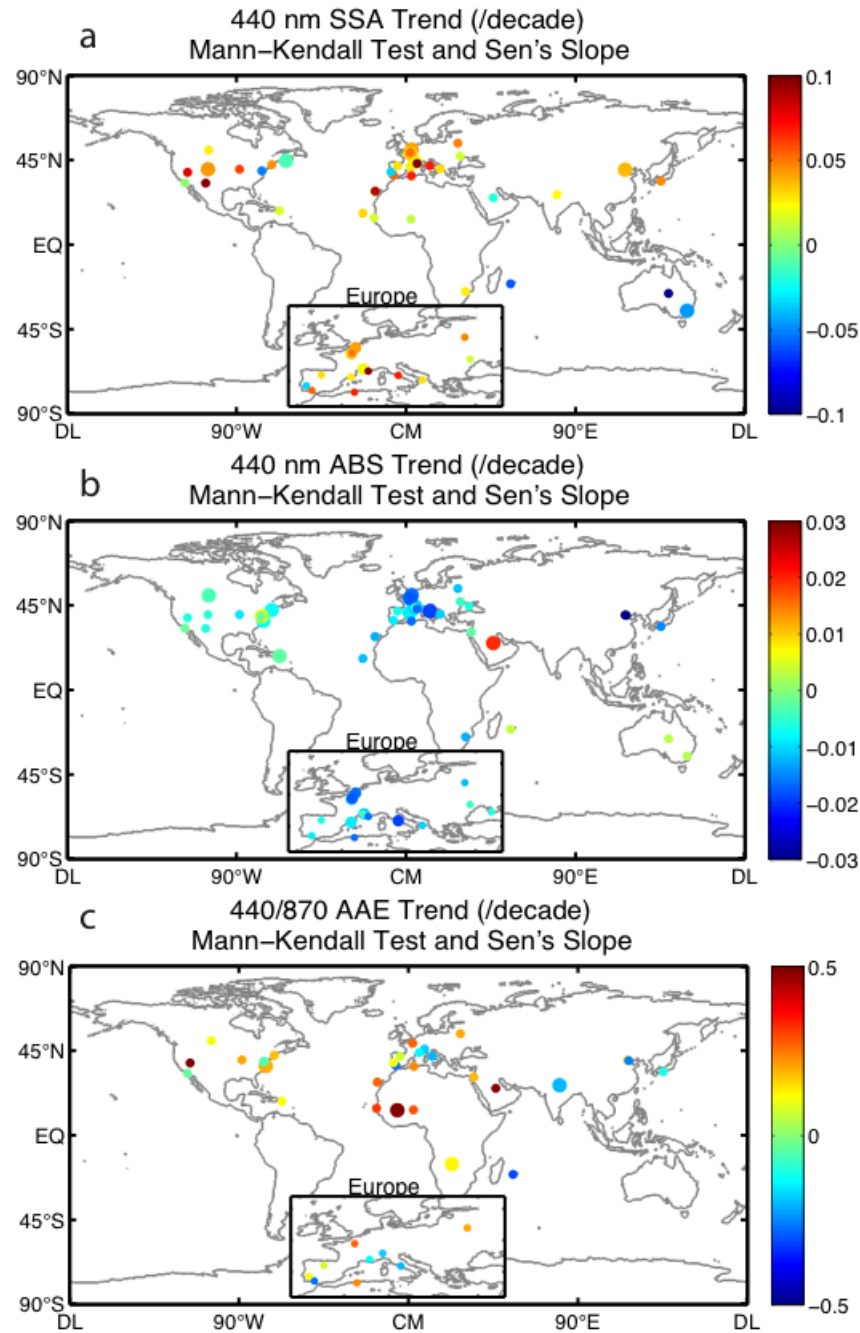 a
440 nm SSA Trend (/decade)
Mann−Kendall Test and Sen's Slope
90°N
45°N
EQ
45°S
90°S
DL 90°W CM 90°E DL
Europe
0.1
0.05
0
−0.05
−0.1
b
440 nm ABS Trend (/decade)
Mann−Kendall Test and Sen's Slope
90°N
45°N
EQ
45°S
90°S
DL 90°W CM 90°E DL
Europe
0.03
0.02
0.01
0
−0.01
−0.02
−0.03
c
440/870 AAE Trend (/decade)
Mann−Kendall Test and Sen's Slope
90°N
45°N
EQ
45°S
90°S
DL 90°W CM 90°E DL
Europe
0.5
0
−0.5